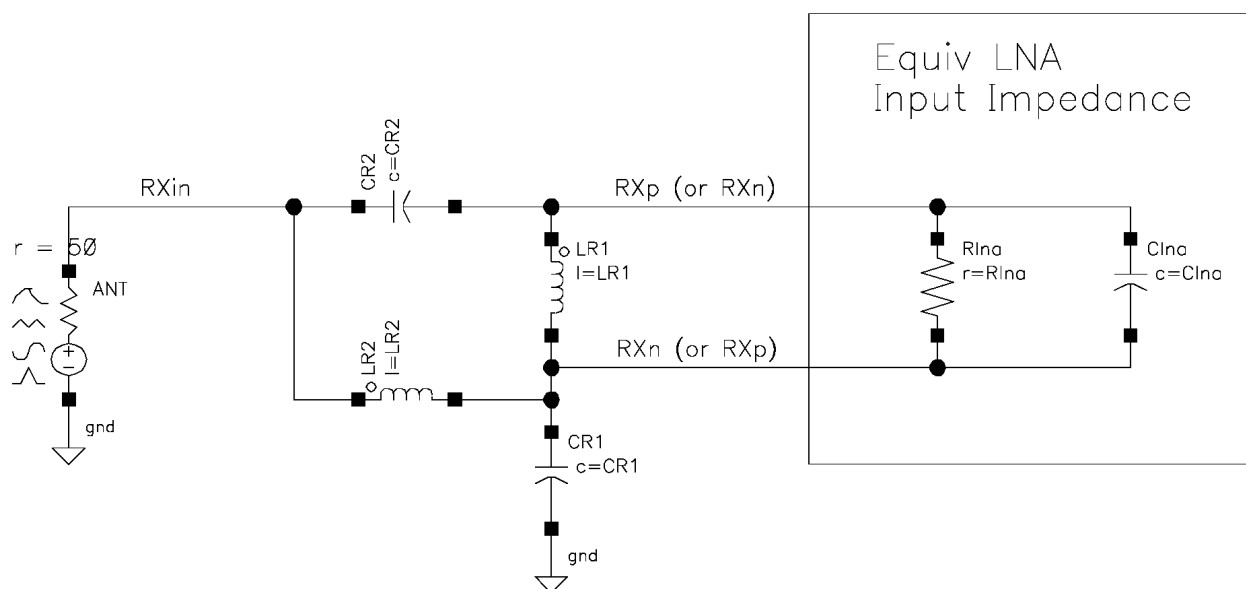 Equiv LNA
Input Impedance
RXin
CR2
c=CR2
RXp (or RXn)
r = 50
ANT
LR1
l=LR1
Rlna
r=Rlna
Clna
c=Clna
LR2
l=LR2
RXn (or RXp)
gnd
CR1
c=CR1
gnd